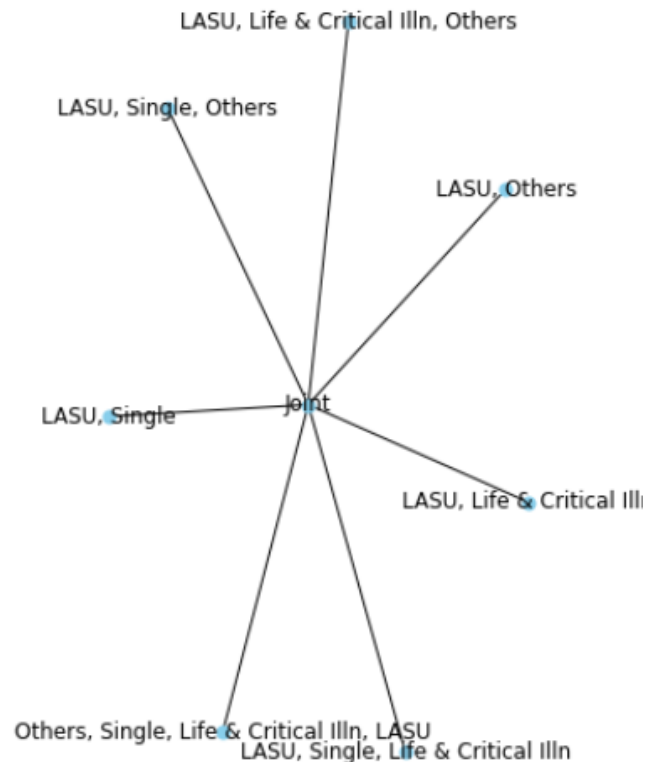 LASU, Life & Critical Illn, Others
LASU, Single, Others
LASU, Others
Joint
LASU, Single
LASU, Life & Critical Ill
Others, Single, Life & Critical Illn, LASU
LASU, Single, Life & Critical Illn